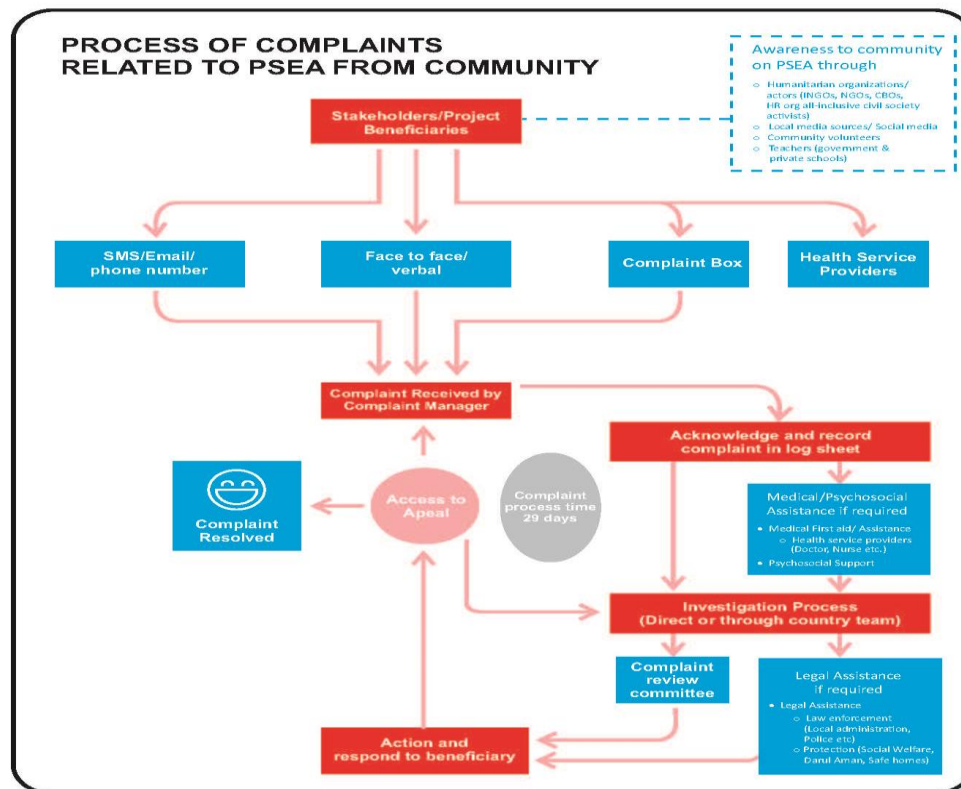 PROCESS OF COMPLAINTS
RELATED TO PSEA FROM COMMUNITY
Awareness to community
on PSEA through
o Humanitarian organizations/
actors (INGOs, NGOs, CBOs,
HR org all-inclusive civil society
activists)
o Local media sources/ Social media
o Community volunteers
o Teachers (government &
private schools)
Stakeholders/Project
Beneficiaries
SMS/Email/
phone number
Face to face/
verbal
Complaint Box
Health Service
Providers
Complaint Received by
Complaint Manager
Acknowledge and record
complaint in log sheet
Complaint
Resolved
Access to
Apeal
Complaint
process time
29 days
Medical/Psychosocial
Assistance if required
• Medical First aid/ Assistance
o Health service providers
(Doctor, Nurse etc.)
• Psychosocial Support
Investigation Process
(Direct or through country team)
Complaint
review
committee
Legal Assistance
if required
• Legal Assistance
o Law enforcement
(Local administration,
Police etc)
o Protection (Social Welfare,
Darul Aman, Safe homes)
Action and
respond to beneficiary